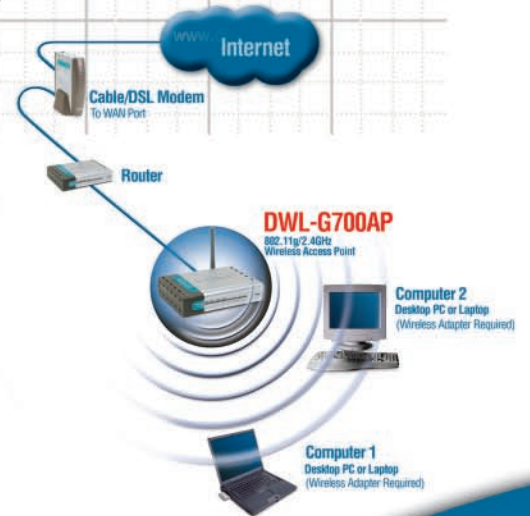 www.
Internet
Cable/DSL Modem
To WAN Port
Router
DWL-G700AP
802.11g/2.4GHz
Wireless Access Point
Computer 2
Desktop PC or Laptop
(Wireless Adapter Required)
Computer 1
Desktop PC or Laptop
(Wireless Adapter Required)